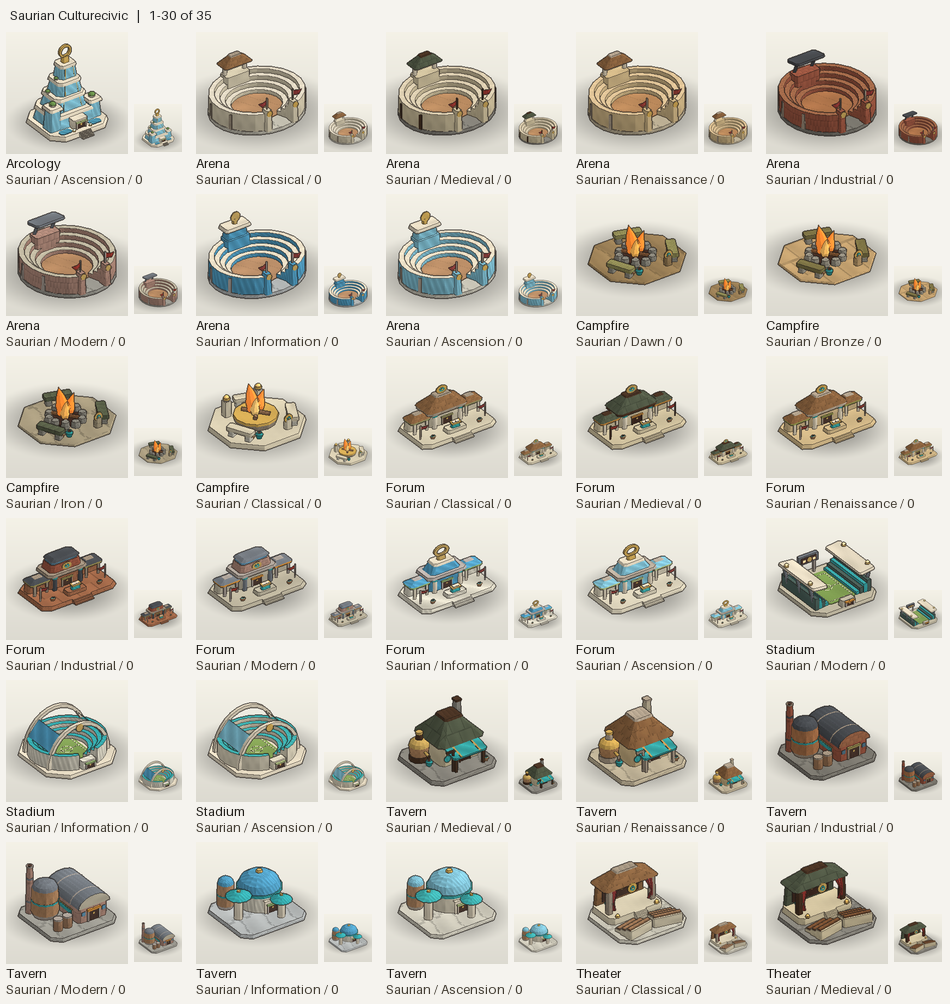 Saurian Culturecivic | 1-30 of 35
Arcology
Saurian / Ascension / 0
Arena
Saurian / Classical / 0
Arena
Saurian / Medieval / 0
Arena
Saurian / Renaissance / 0
Arena
Saurian / Industrial / 0
Arena
Saurian / Modern / 0
Arena
Saurian / Information / 0
Arena
Saurian / Ascension / 0
Campfire
Saurian / Dawn / 0
Campfire
Saurian / Bronze / 0
Campfire
Saurian / Iron / 0
Campfire
Saurian / Classical / 0
Forum
Saurian / Classical / 0
Forum
Saurian / Medieval / 0
Forum
Saurian / Renaissance / 0
Forum
Saurian / Industrial / 0
Forum
Saurian / Modern / 0
Forum
Saurian / Information / 0
Forum
Saurian / Ascension / 0
Stadium
Saurian / Modern / 0
Stadium
Saurian / Information / 0
Stadium
Saurian / Ascension / 0
Tavern
Saurian / Medieval / 0
Tavern
Saurian / Renaissance / 0
Tavern
Saurian / Industrial / 0
Tavern
Saurian / Modern / 0
Tavern
Saurian / Information / 0
Tavern
Saurian / Ascension / 0
Theater
Saurian / Classical / 0
Theater
Saurian / Medieval / 0